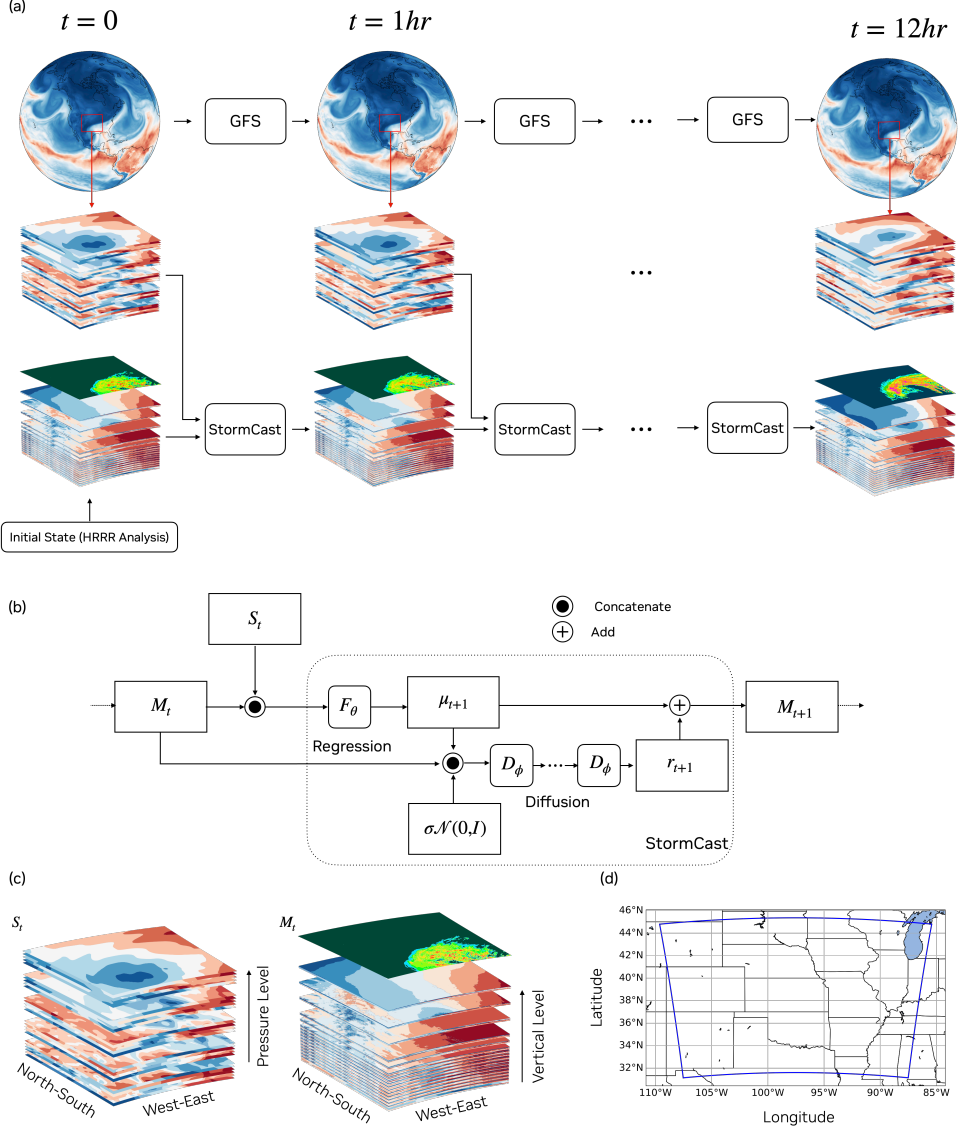 (a)
t = 0
t = 1hr
t = 12hr
GFS
GFS
...
GFS
...
StormCast
StormCast
...
StormCast
Initial State (HRRR Analysis)
(b)
S_t
Concatenate
Add
M_t
F_θ
μ_{t+1}
M_{t+1}
Regression
D_ϕ
...
D_ϕ
r_{t+1}
Diffusion
σ𝒩(0,I)
StormCast
(c)
(d)
S_t
Pressure Level
North-South
West-East
M_t
Vertical Level
North-South
West-East
46°N
44°N
42°N
40°N
38°N
36°N
34°N
32°N
Latitude
110°W
105°W
100°W
95°W
90°W
85°W
Longitude